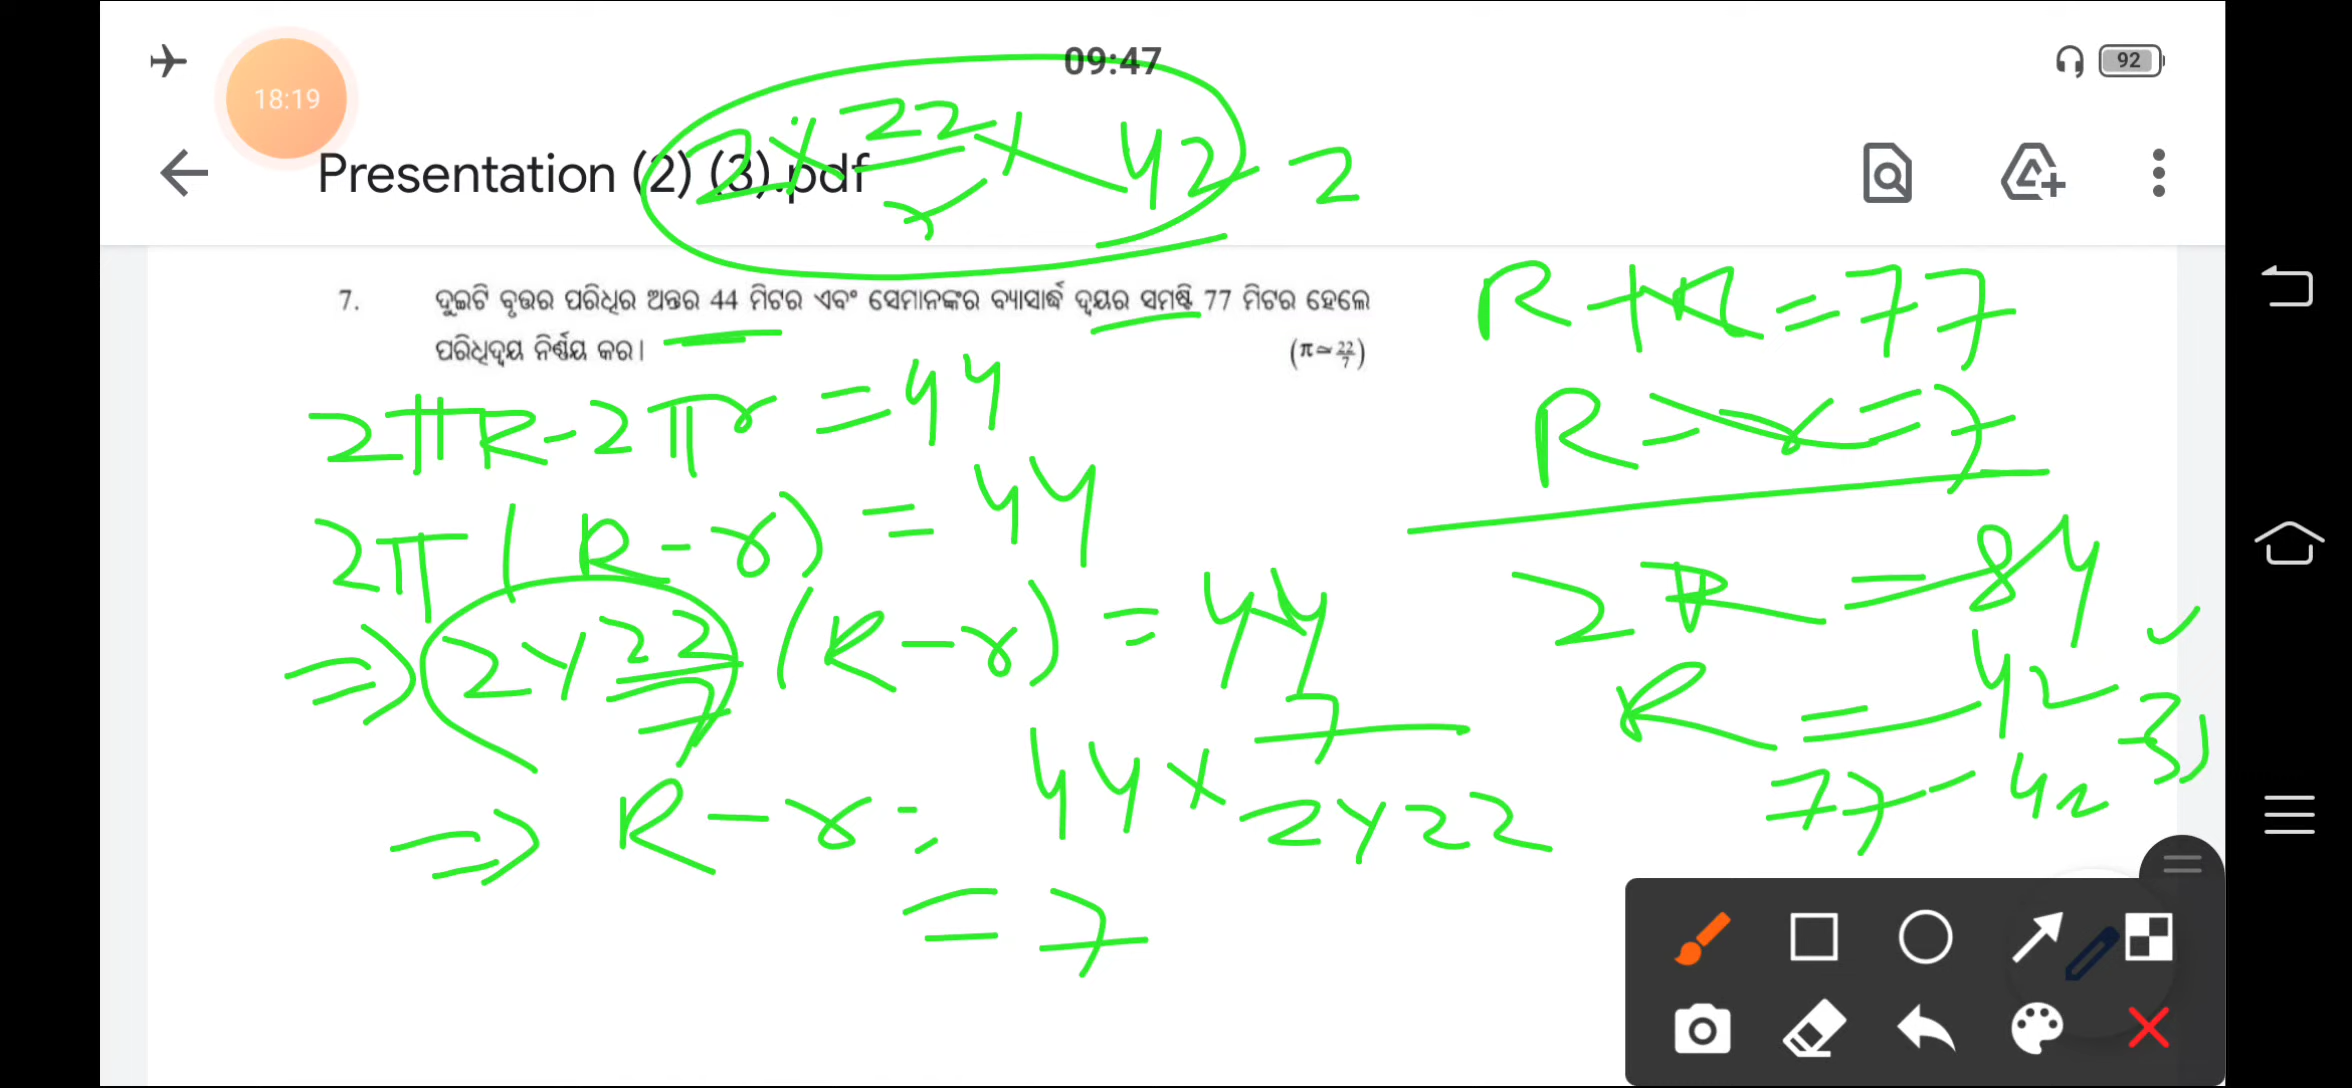 09:47
92
18:19
Presentation (2) (3).pdf
2 × 22 × 42 =
7. ଦୁଇଟି ବୃତ୍ତର ପରିଧିର ଅନ୍ତର 44 ମିଟର ଏବଂ ସେମାନଙ୍କର ବ୍ୟାସାର୍ଦ୍ଧ ଦ୍ୱୟର ସମଷ୍ଟି 77 ମିଟର ହେଲେ
ପରିଧିଦ୍ୱୟ ନିର୍ଣ୍ଣୟ କର।
(π≃22/7)
R + r = 77
R - r = 7
2πR - 2πr = 44
2π(R - r) = 44
2R = 84
⇒ 2 × 22/7 (R - r) = 44
R = 42
⇒ R - r = 44 × 7/2×22
77 - 42
= 7